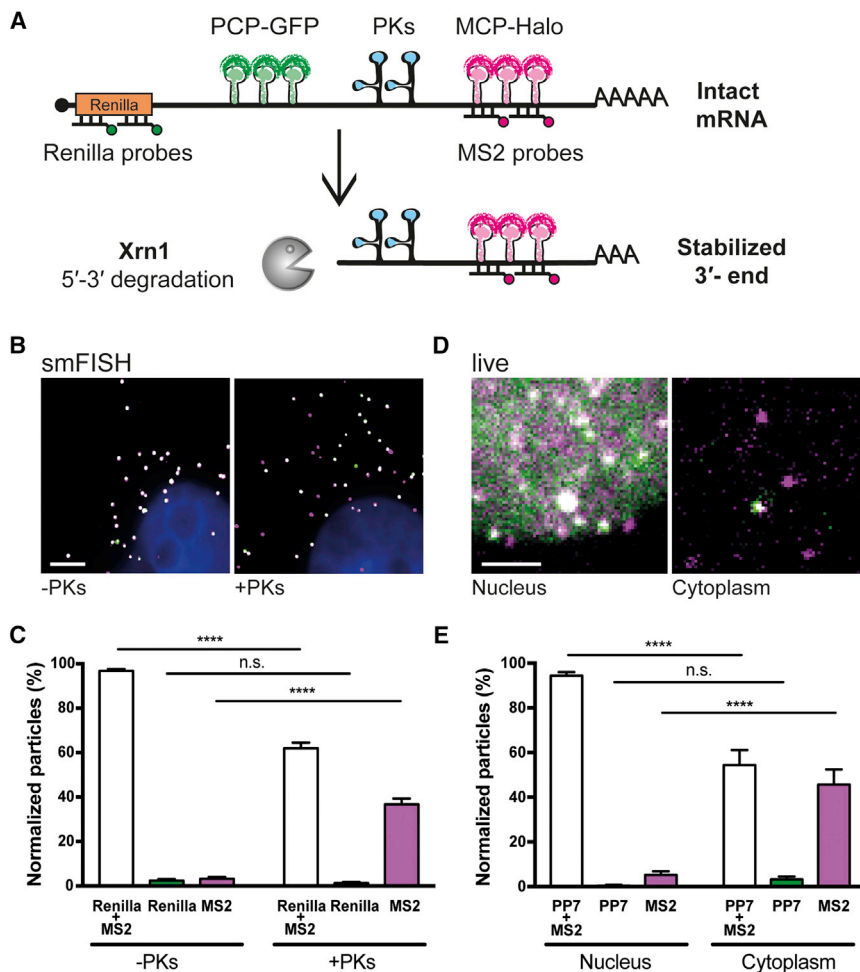 A
PCP-GFP PKs MCP-Halo
Renilla
AAAAA
Intact
mRNA
Renilla probes MS2 probes
Xrn1
5′-3′ degradation
AAA
Stabilized
3′- end
B smFISH
-PKs +PKs
D live
Nucleus Cytoplasm
C
****
n.s.
****
Normalized particles (%)
100
80
60
40
20
0
Renilla + MS2 Renilla MS2 Renilla + MS2 Renilla MS2
-PKs +PKs
E
****
n.s.
****
Normalized particles (%)
100
80
60
40
20
0
PP7 + MS2 PP7 MS2 PP7 + MS2 PP7 MS2
Nucleus Cytoplasm